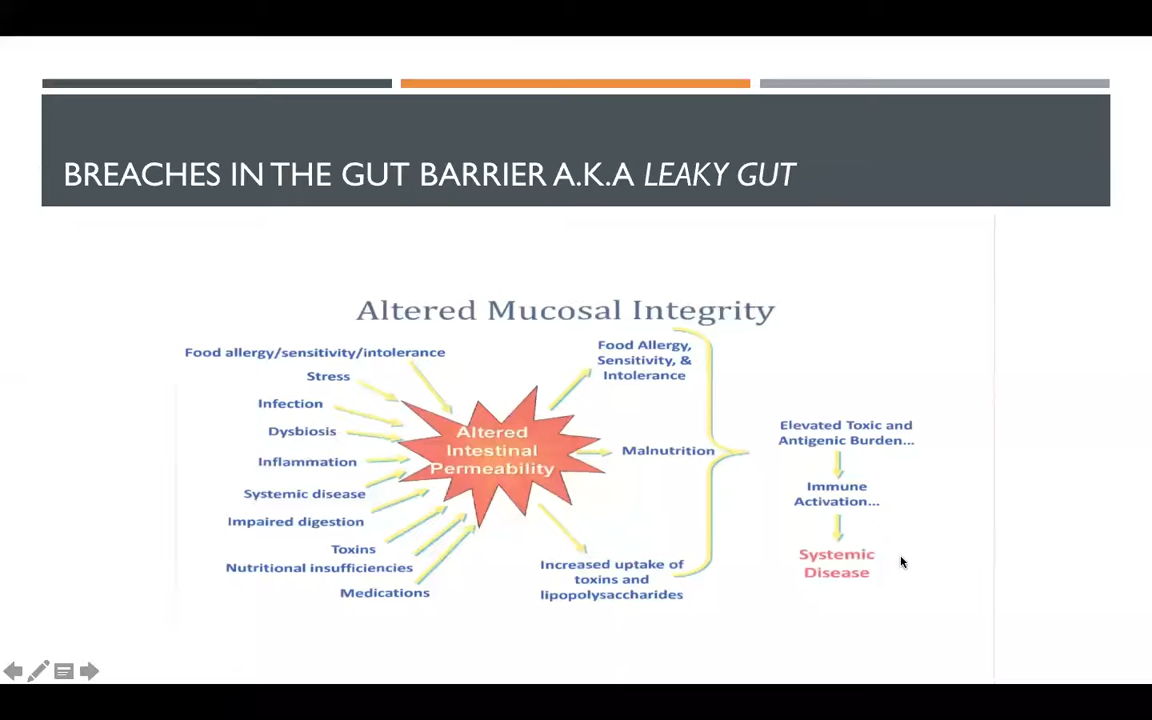 BREACHES IN THE GUT BARRIER A.K.A LEAKY GUT
Altered Mucosal Integrity
Food allergy/sensitivity/intolerance
Stress
Infection
Dysbiosis
Inflammation
Systemic disease
Impaired digestion
Toxins
Nutritional insufficiencies
Medications
Altered
Intestinal
Permeability
Food Allergy,
Sensitivity, &
Intolerance
Malnutrition
Increased uptake of
toxins and
lipopolysaccharides
Elevated Toxic and
Antigenic Burden...
Immune
Activation...
Systemic
Disease